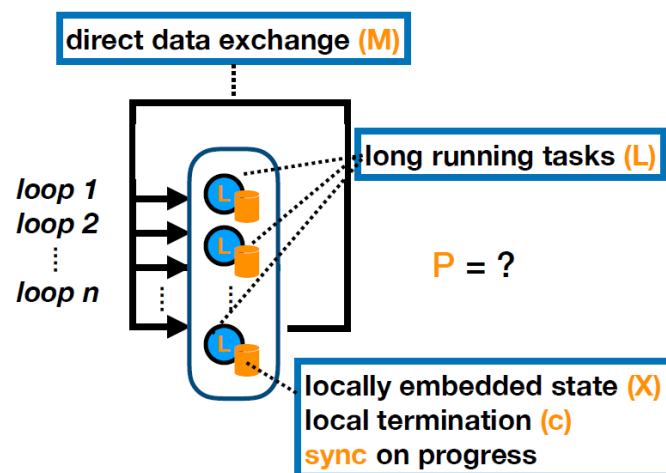 direct data exchange (M)
long running tasks (L)
loop 1
loop 2
loop n
L
L
L
P = ?
locally embedded state (X)
local termination (c)
sync on progress